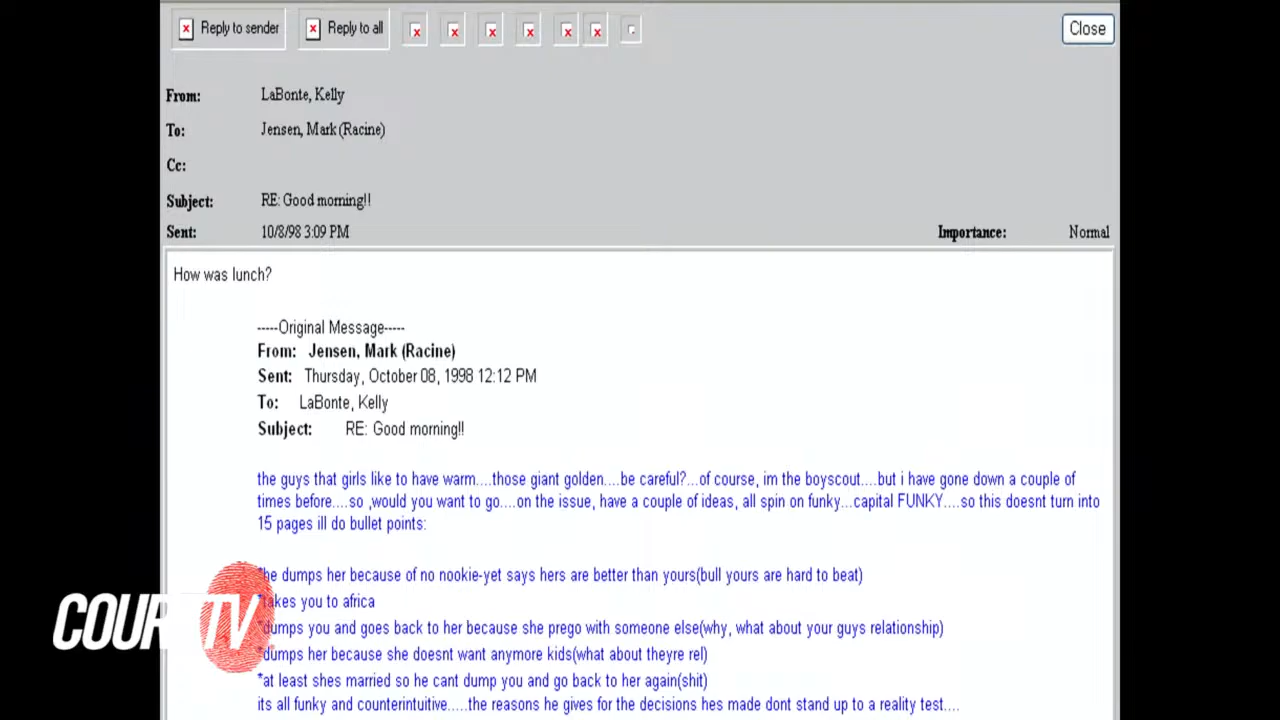 Reply to sender Reply to all Close
From: LaBonte, Kelly
To: Jensen, Mark (Racine)
Cc:
Subject: RE: Good morning!!
Sent: 10/8/98 3:09 PM Importance: Normal
How was lunch?
-----Original Message-----
From: Jensen, Mark (Racine)
Sent: Thursday, October 08, 1998 12:12 PM
To: LaBonte, Kelly
Subject: RE: Good morning!!
the guys that girls like to have warm....those giant golden....be careful?...of course, im the boyscout....but i have gone down a couple of
times before....so ,would you want to go....on the issue, have a couple of ideas, all spin on funky...capital FUNKY....so this doesnt turn into
15 pages ill do bullet points:
*he dumps her because of no nookie-yet says hers are better than yours(bull yours are hard to beat)
*takes you to africa
*dumps you and goes back to her because she prego with someone else(why, what about your guys relationship)
*dumps her because she doesnt want anymore kids(what about theyre rel)
*at least shes married so he cant dump you and go back to her again(shit)
its all funky and counterintuitive.....the reasons he gives for the decisions hes made dont stand up to a reality test....
COURT TV